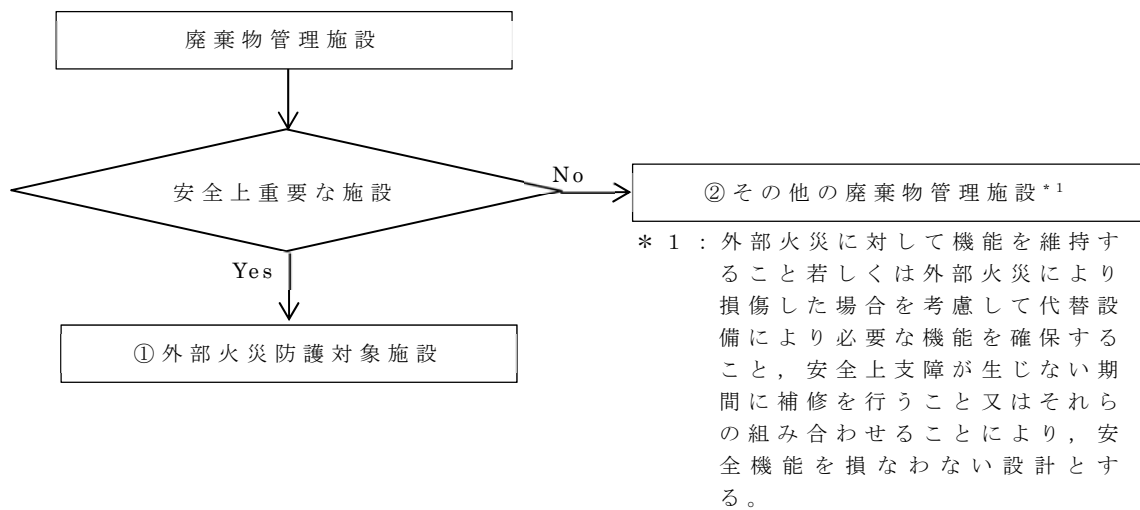 廃棄物管理施設
安全上重要な施設
No
②その他の廃棄物管理施設*1
*1:外部火災に対して機能を維持す
ること若しくは外部火災により
損傷した場合を考慮して代替設
備により必要な機能を確保する
こと，安全上支障が生じない期
間に補修を行うこと又はそれら
の組み合わせることにより，安
全機能を損なわない設計とす
る。
Yes
①外部火災防護対象施設